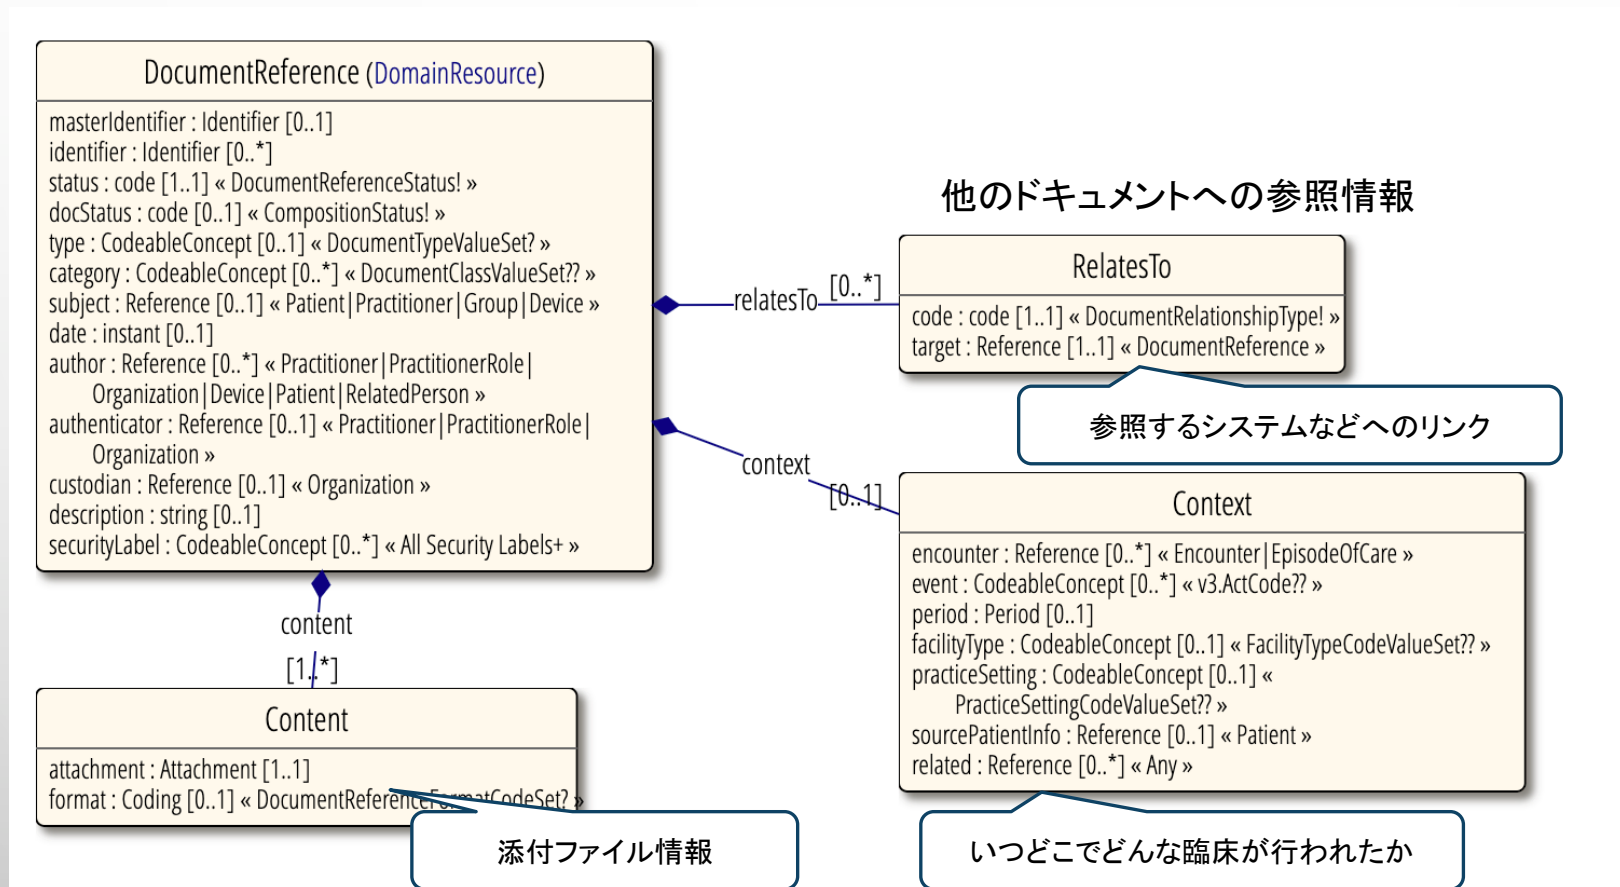 DocumentReference (DomainResource)
masterIdentifier : Identifier [0..1]
identifier : Identifier [0..*]
status : code [1..1] « DocumentReferenceStatus! »
docStatus : code [0..1] « CompositionStatus! »
type : CodeableConcept [0..1] « DocumentTypeValueSet? »
category : CodeableConcept [0..*] « DocumentClassValueSet?? »
subject : Reference [0..1] « Patient|Practitioner|Group|Device »
date : instant [0..1]
author : Reference [0..*] « Practitioner|PractitionerRole|
Organization|Device|Patient|RelatedPerson »
authenticator : Reference [0..1] « Practitioner|PractitionerRole|
Organization »
custodian : Reference [0..1] « Organization »
description : string [0..1]
securityLabel : CodeableConcept [0..*] « All Security Labels+ »
relatesTo
[0..*]
他のドキュメントへの参照情報
RelatesTo
code : code [1..1] « DocumentRelationshipType! »
target : Reference [1..1] « DocumentReference »
参照するシステムなどへのリンク
context
[0..1]
Context
encounter : Reference [0..*] « Encounter|EpisodeOfCare »
event : CodeableConcept [0..*] « v3.ActCode?? »
period : Period [0..1]
facilityType : CodeableConcept [0..1] « FacilityTypeCodeValueSet?? »
practiceSetting : CodeableConcept [0..1] «
PracticeSettingCodeValueSet?? »
sourcePatientInfo : Reference [0..1] « Patient »
related : Reference [0..*] « Any »
いつどこでどんな臨床が行われたか
content
[1..*]
Content
attachment : Attachment [1..1]
format : Coding [0..1] « DocumentReferenceFormatCodeSet? »
添付ファイル情報